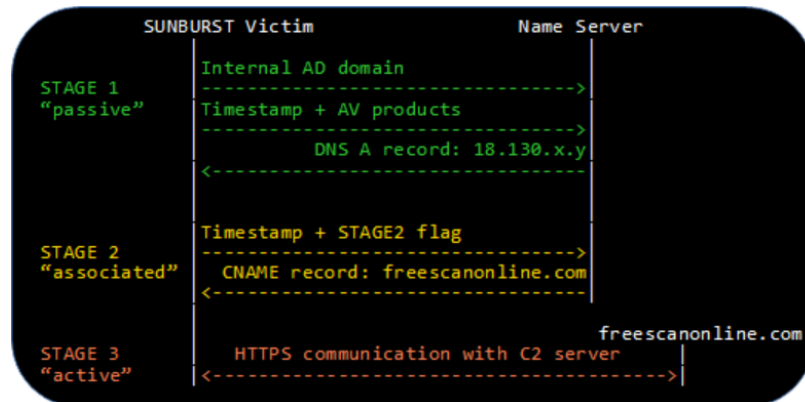 SUNBURST Victim Name Server
Internal AD domain
STAGE 1
"passive" Timestamp + AV products
DNS A record: 18.130.x.y
Timestamp + STAGE2 flag
STAGE 2
“associated” CNAME record: freescanonline.com
freescanonline.com
STAGE 3 HTTPS communication with C2 server
“active”